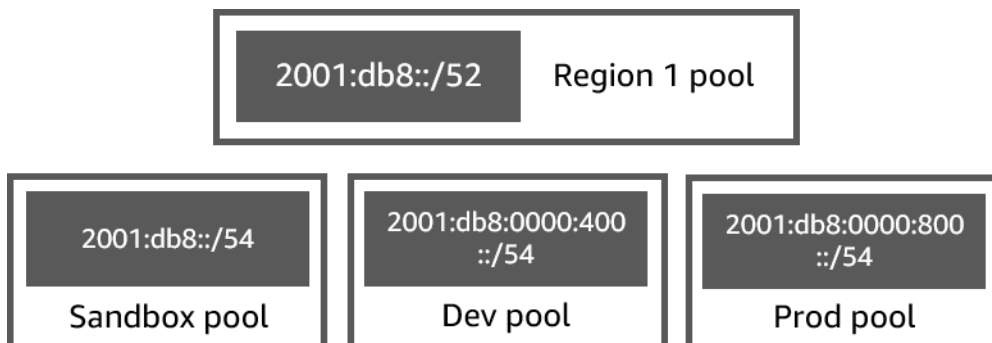 2001:db8::/52
Region 1 pool
2001:db8::/54
Sandbox pool
2001:db8:0000:400
::/54
Dev pool
2001:db8:0000:800
::/54
Prod pool